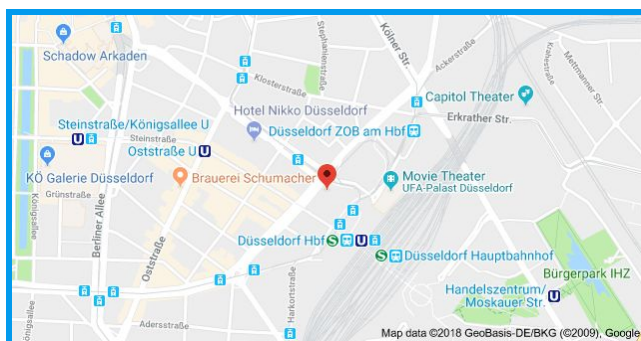 Schadow Arkaden
Stephanienstraße
Kölner Str.
Ackerstraße
Krahestraße
Mettmanner Str.
Klosterstraße
Capitol Theater
Erkrather Str.
Hotel Nikko Düsseldorf
Düsseldorf ZOB am Hbf
Steinstraße/Königsallee U
U
Steinstraße
Oststraße U
U
KÖ Galerie Düsseldorf
Grünstraße
Königsallee
Berliner Allee
Brauerei Schumacher
Movie Theater
UFA-Palast Düsseldorf
Oststraße
Düsseldorf Hbf
S
U
S
Düsseldorf Hauptbahnhof
Bürgerpark IHZ
Harkortstraße
Handelszentrum/
Moskauer Str.
U
Königsallee
Adersstraße
Map data ©2018 GeoBasis-DE/BKG (©2009), Google